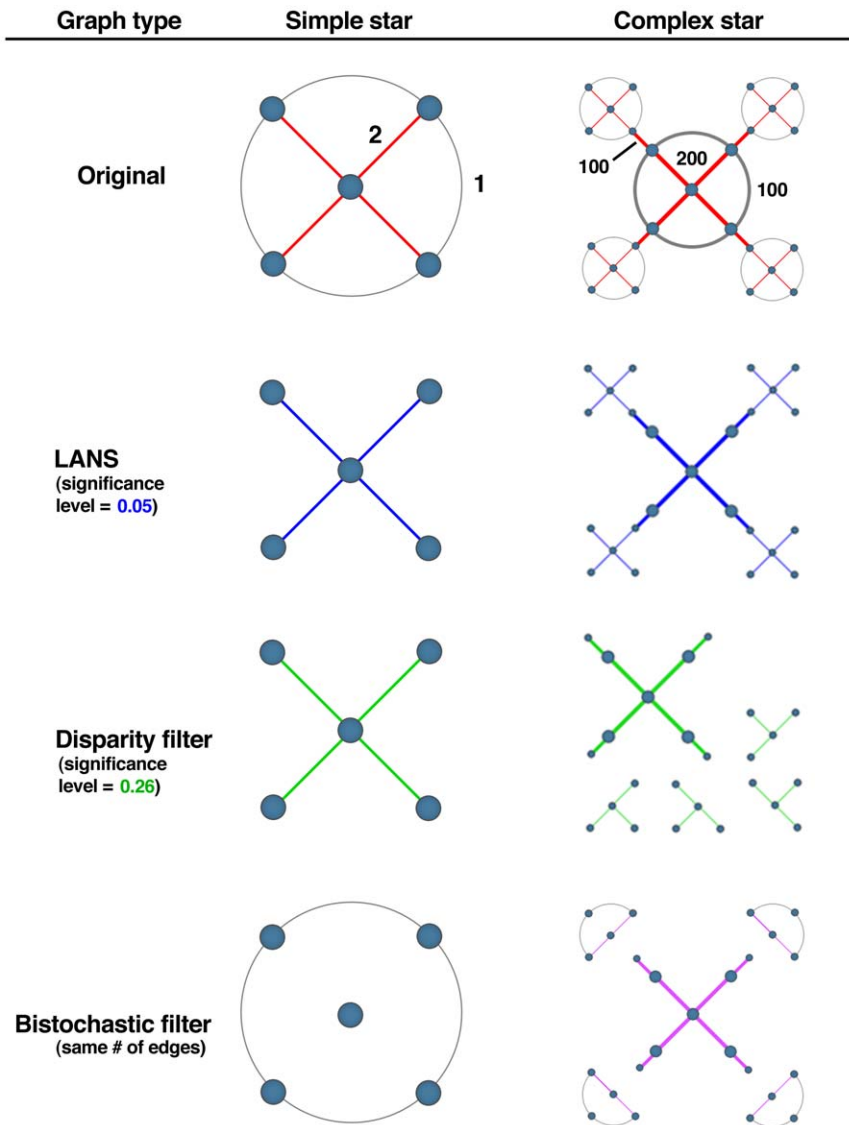 Graph type Simple star Complex star
Original
2
1
100
200
100
LANS
(significance
level = 0.05)
Disparity filter
(significance
level = 0.26)
Bistochastic filter
(same # of edges)